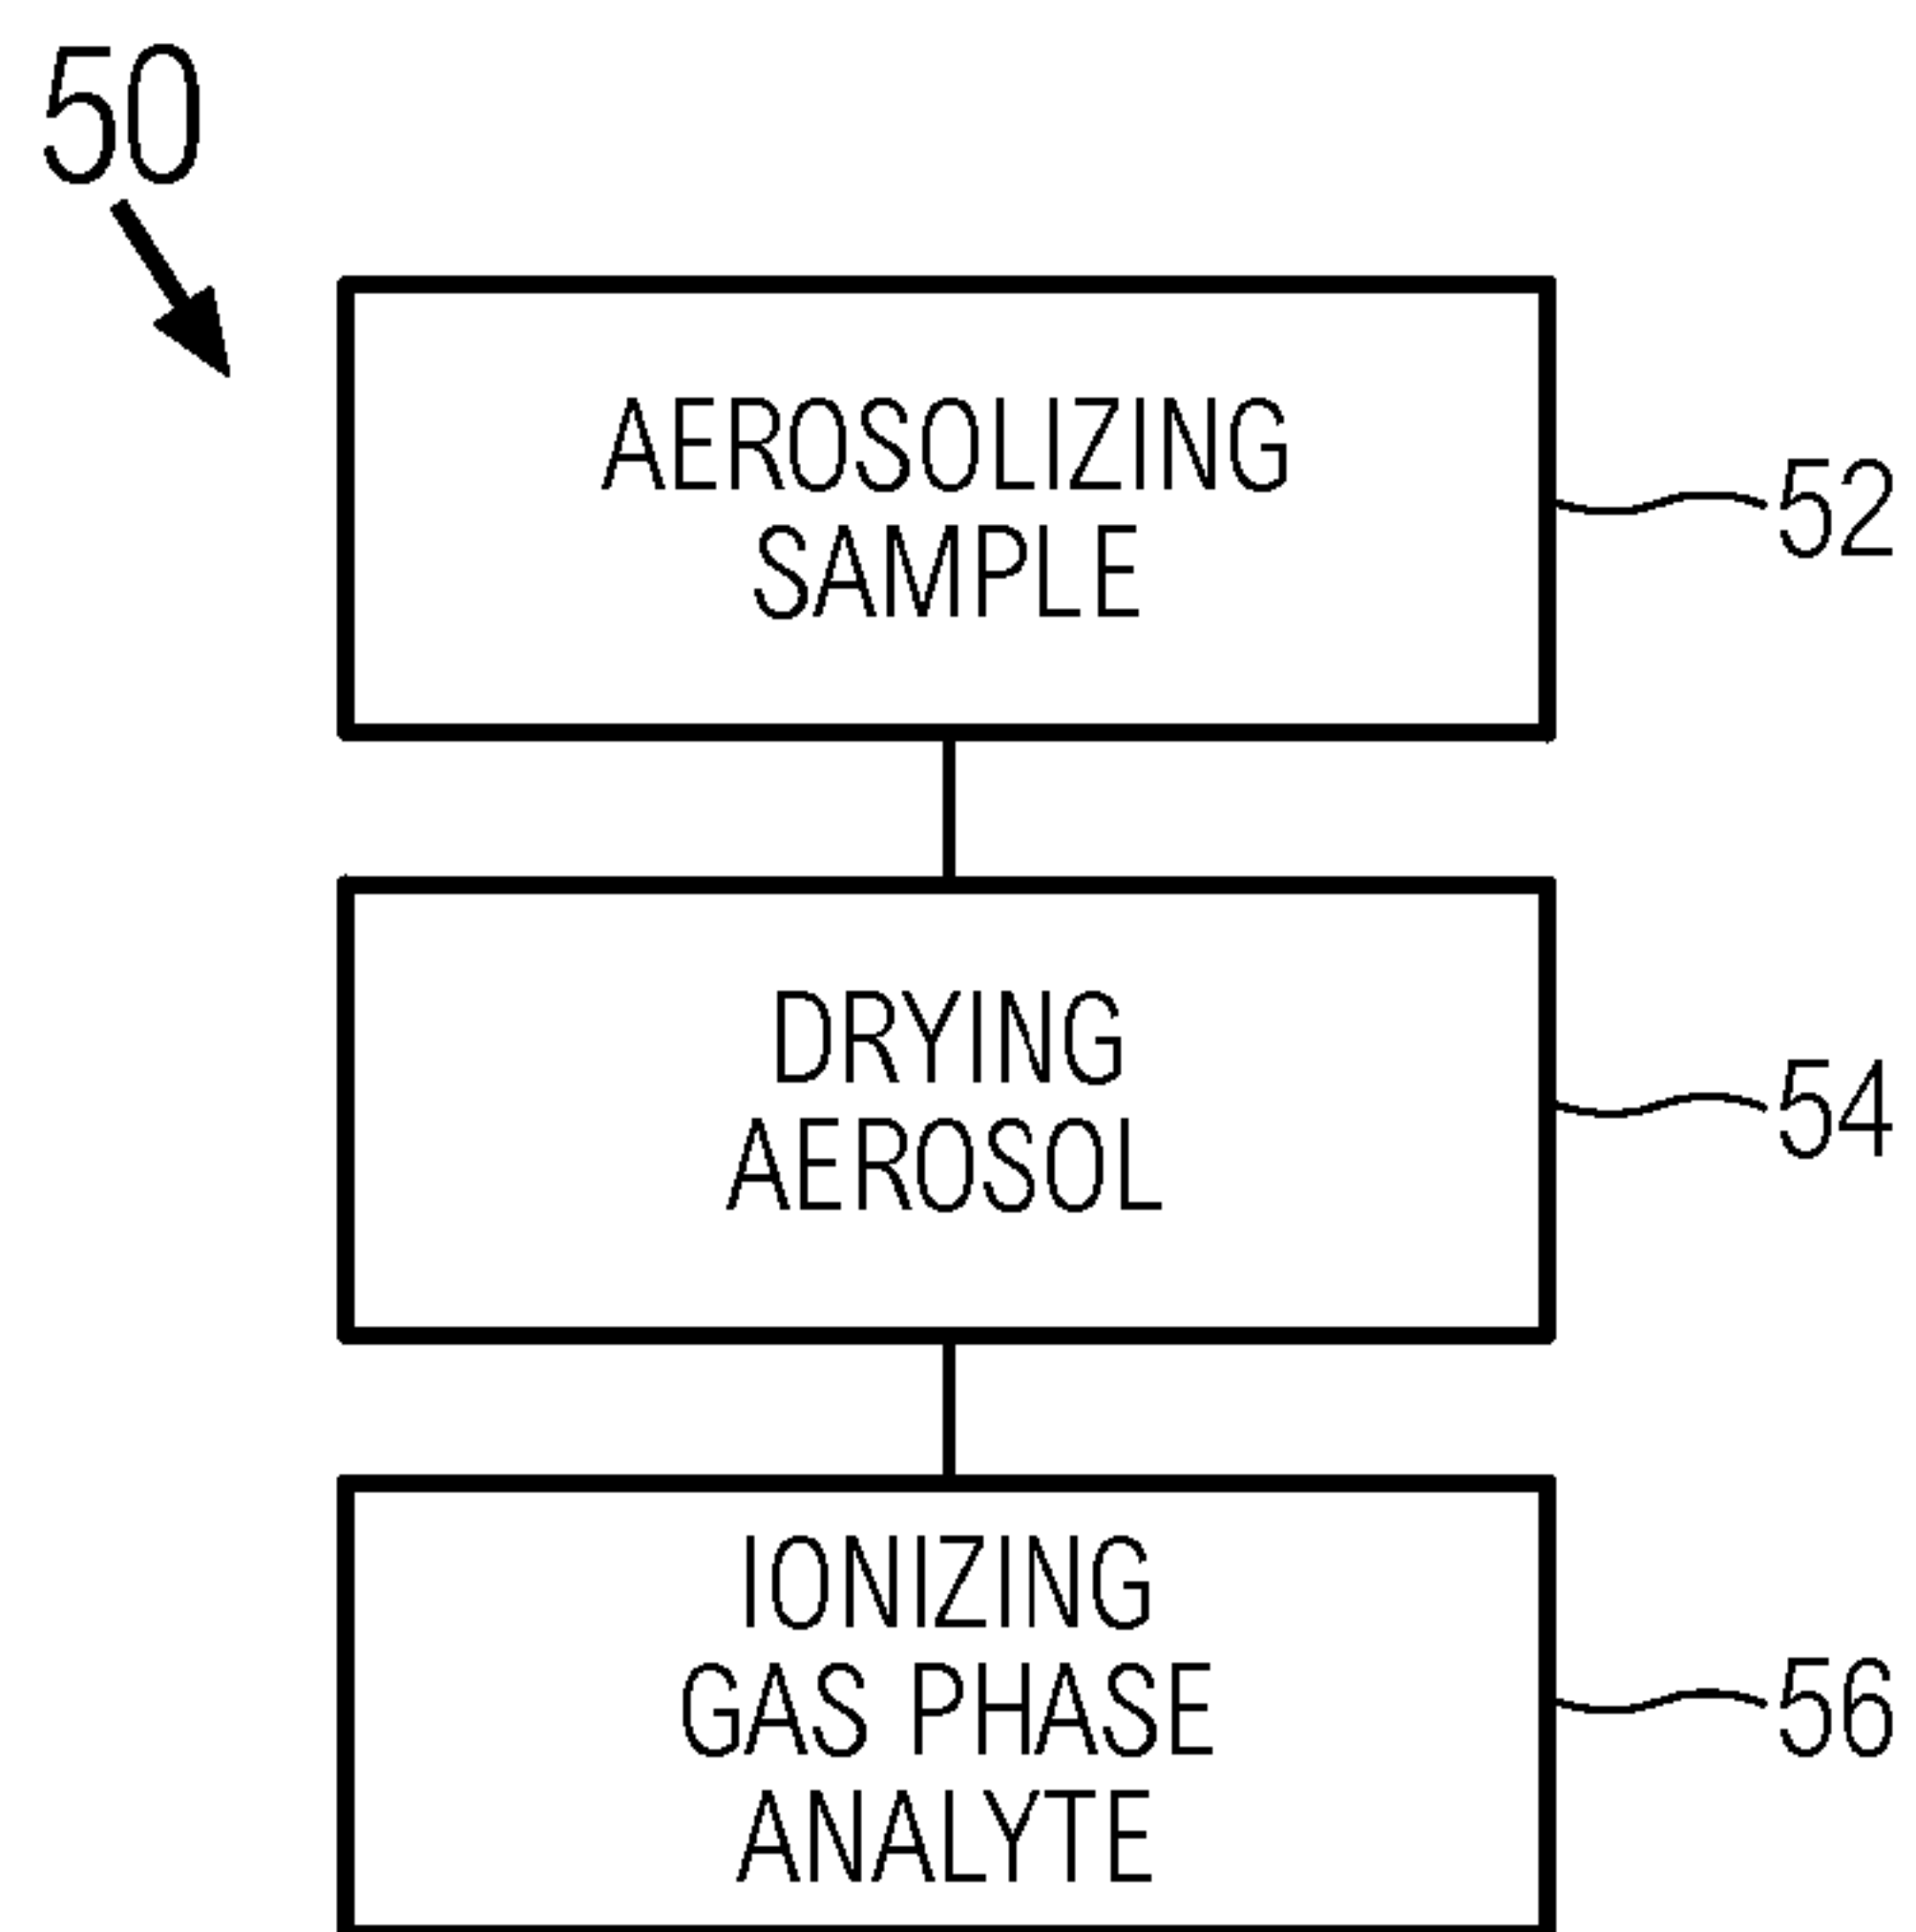 50
AEROSOLIZING
SAMPLE
52
DRYING
AEROSOL
54
IONIZING
GAS PHASE
ANALYTE
56